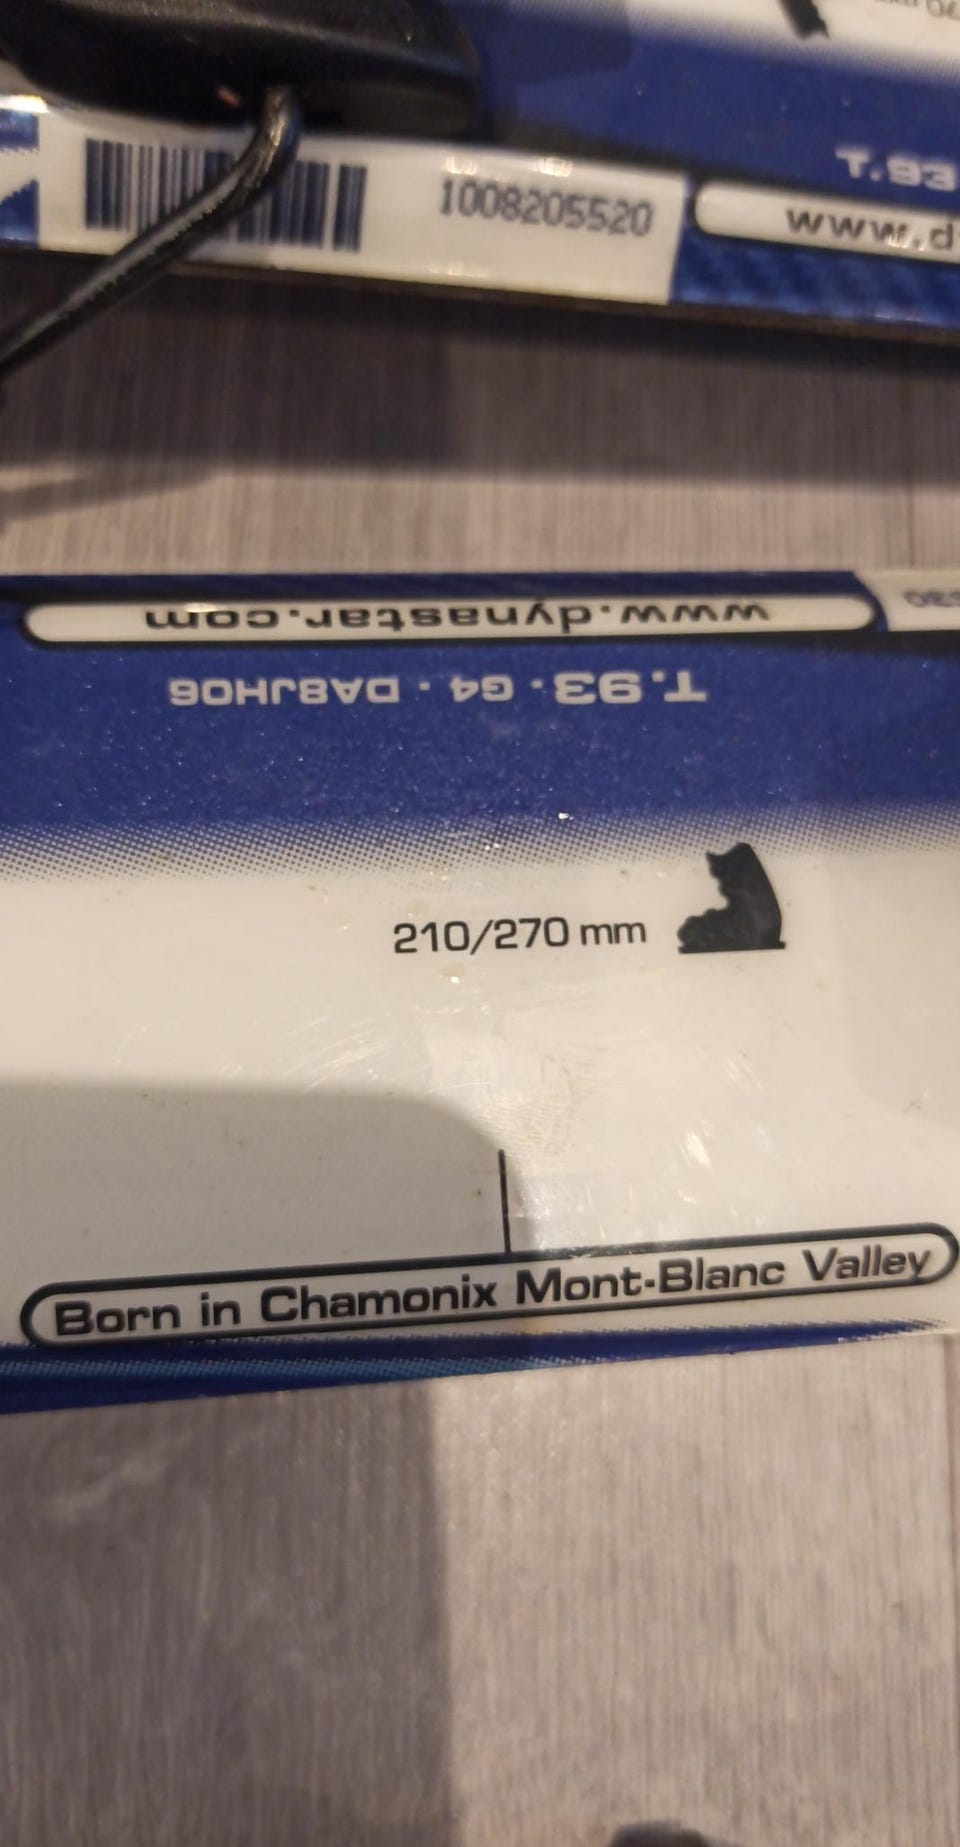 1008205520
T.93
www.d
www.dynastar.com
T.93 · G4 · DA8JH06
210/270 mm
Born in Chamonix Mont-Blanc Valley